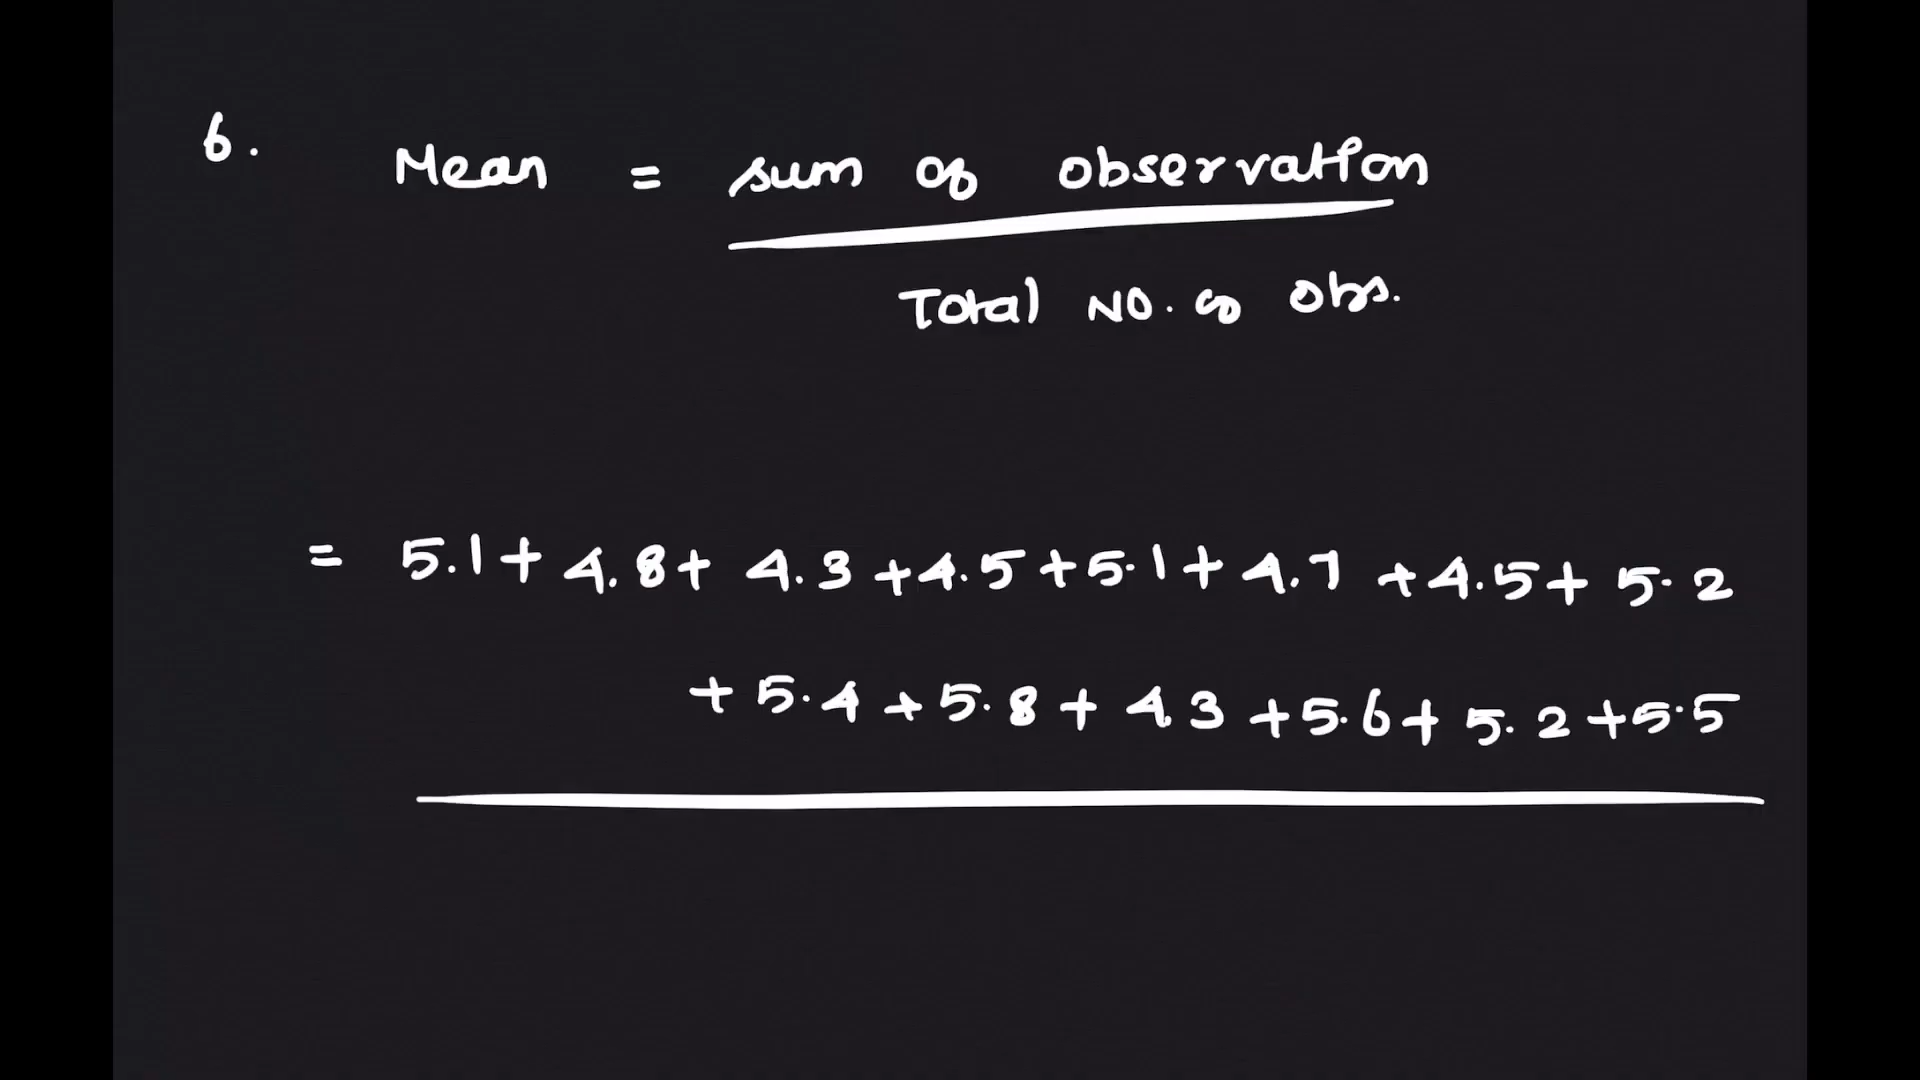 6.
Mean = sum of observation
Total No. of obs.
= 5.1 + 4.8 + 4.3 + 4.5 + 5.1 + 4.7 + 4.5 + 5.2
+ 5.4 + 5.8 + 4.3 + 5.6 + 5.2 + 5.5